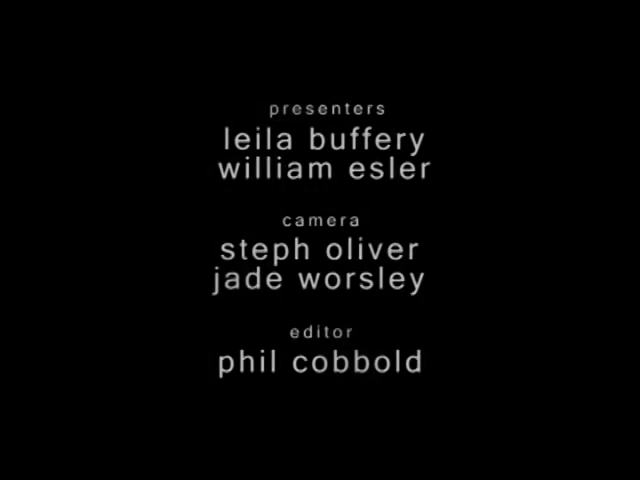 presenters
leila buffery
william esler
camera
steph oliver
jade worsley
editor
phil cobbold